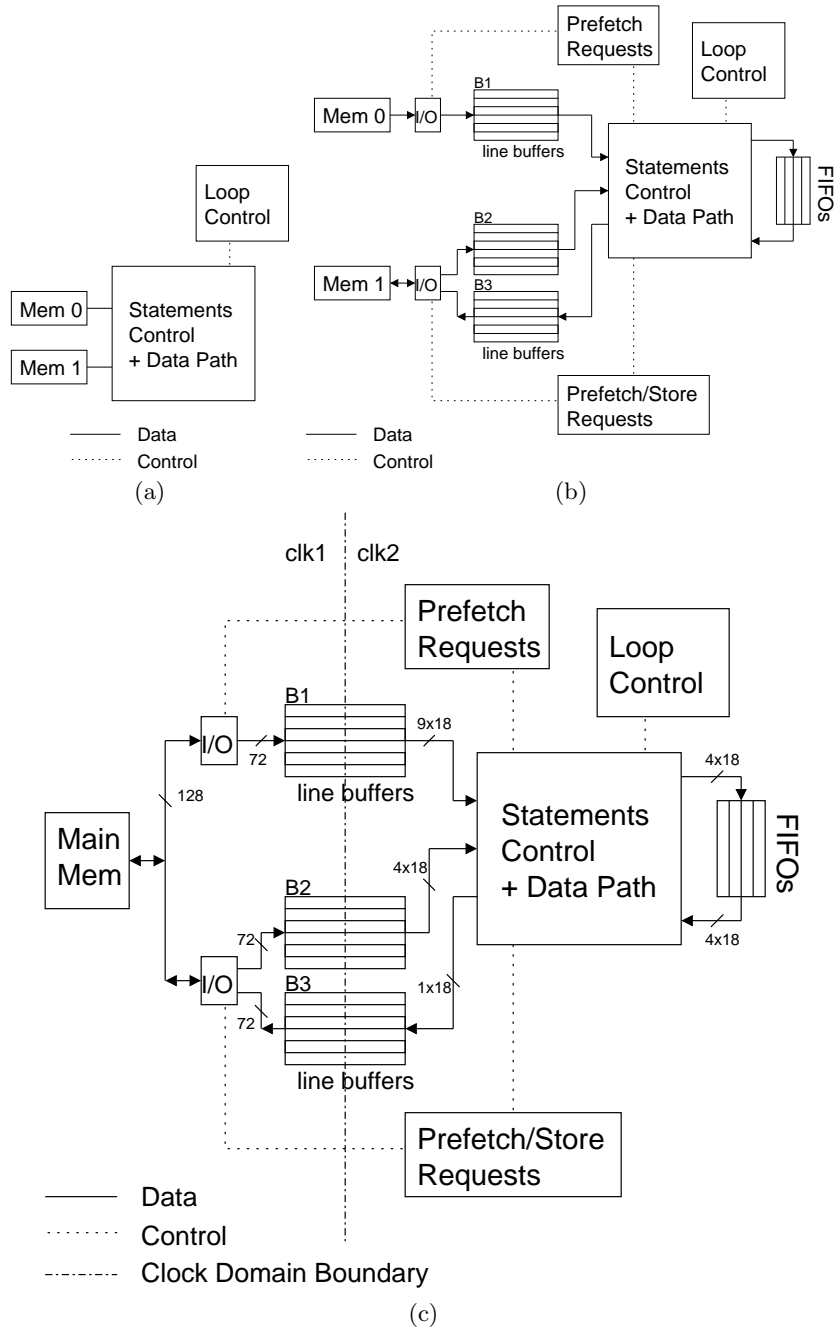 Loop
Control
Mem 0
Mem 1
Statements
Control
+ Data Path
Data
Control
(a)
Prefetch
Requests
Loop
Control
B1
Mem 0
I/O
line buffers
Statements
Control
+ Data Path
FIFOs
B2
Mem 1
I/O
B3
line buffers
Prefetch/Store
Requests
Data
Control
(b)
clk1
clk2
Prefetch
Requests
Loop
Control
B1
I/O
72
9x18
line buffers
128
4x18
Main
Mem
Statements
Control
+ Data Path
FIFOs
4x18
B2
72
4x18
I/O
B3
72
1x18
line buffers
Prefetch/Store
Requests
Data
Control
Clock Domain Boundary
(c)